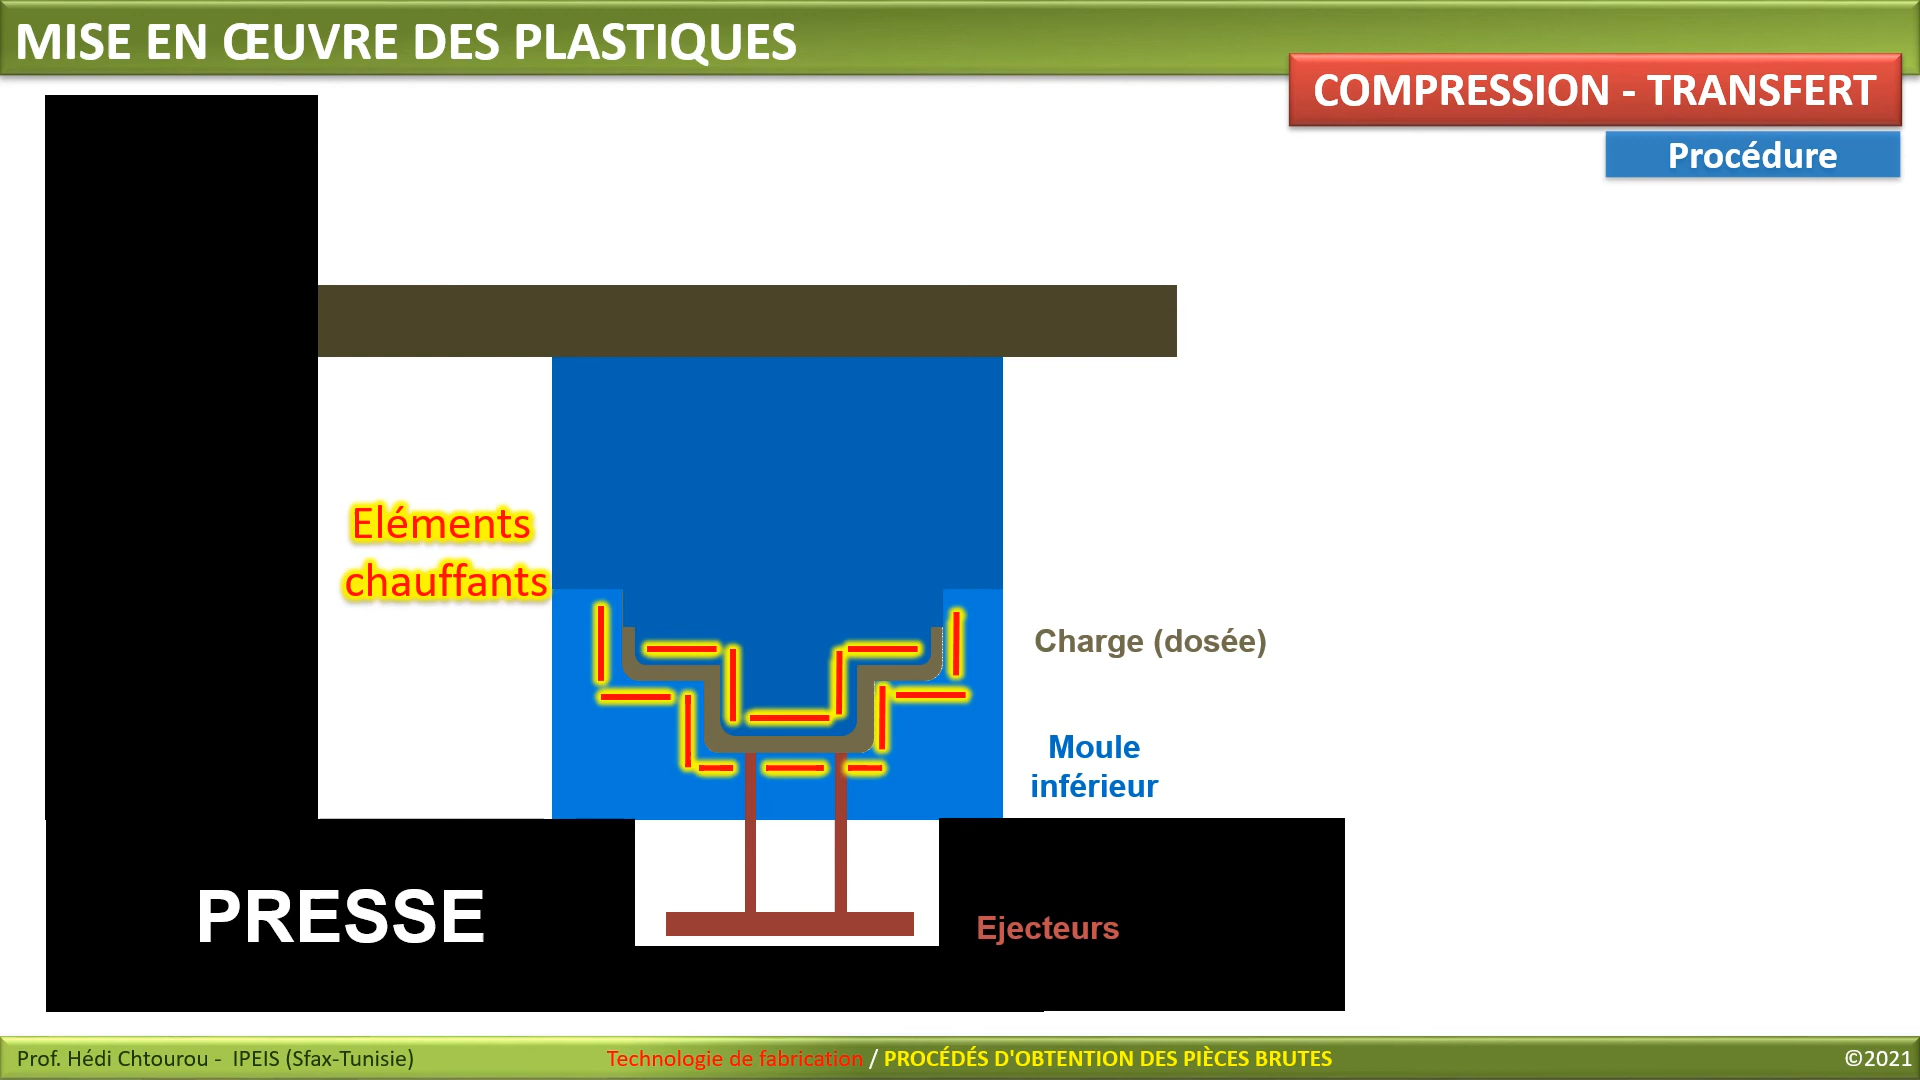 MISE EN ŒUVRE DES PLASTIQUES
COMPRESSION - TRANSFERT
Procédure
Eléments
chauffants
Charge (dosée)
Moule
inférieur
PRESSE
Ejecteurs
Prof. Hédi Chtourou - IPEIS (Sfax-Tunisie)
Technologie de fabrication / PROCÉDÉS D'OBTENTION DES PIÈCES BRUTES
©2021